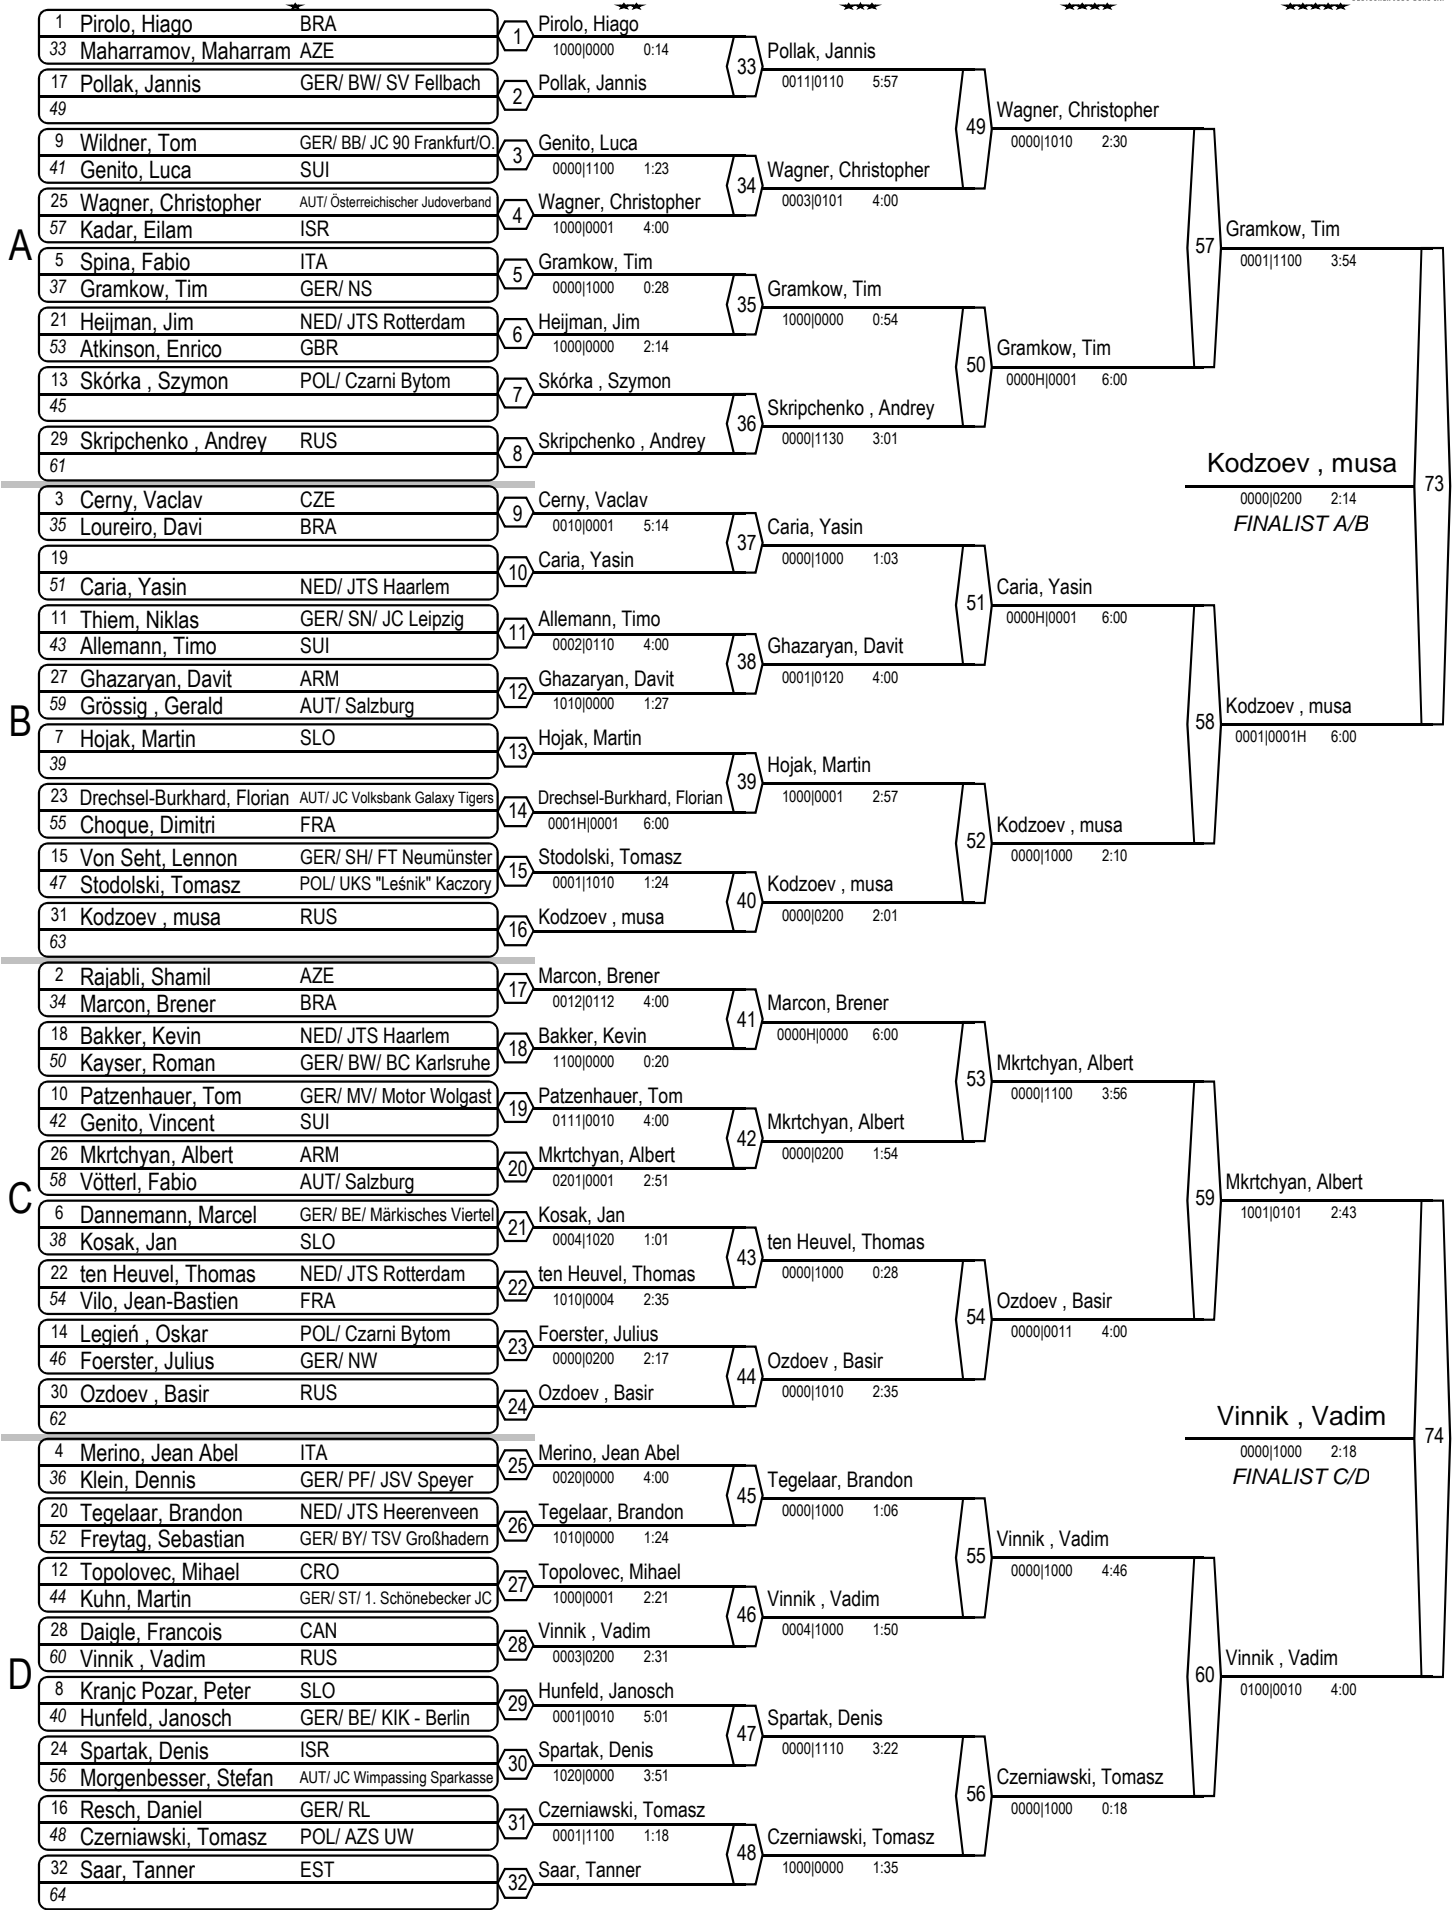 1 Pirolo, Hiago BRA
33 Maharramov, Maharram AZE
1
Pirolo, Hiago
1000|0000 0:14
17 Pollak, Jannis GER/ BW/ SV Fellbach
49
2
Pollak, Jannis
33
Pollak, Jannis
0011|0110 5:57
9 Wildner, Tom GER/ BB/ JC 90 Frankfurt/O.
41 Genito, Luca SUI
3
Genito, Luca
0000|1100 1:23
25 Wagner, Christopher AUT/ Österreichischer Judoverband
57 Kadar, Eilam ISR
4
Wagner, Christopher
1000|0001 4:00
34
Wagner, Christopher
0003|0101 4:00
49
Wagner, Christopher
0000|1010 2:30
A
5 Spina, Fabio ITA
37 Gramkow, Tim GER/ NS
5
Gramkow, Tim
0000|1000 0:28
21 Heijman, Jim NED/ JTS Rotterdam
53 Atkinson, Enrico GBR
6
Heijman, Jim
1000|0000 2:14
35
Gramkow, Tim
1000|0000 0:54
13 Skórka , Szymon POL/ Czarni Bytom
45
7
Skórka , Szymon
29 Skripchenko , Andrey RUS
61
8
Skripchenko , Andrey
36
Skripchenko , Andrey
0000|1130 3:01
50
Gramkow, Tim
0000H|0001 6:00
57
Gramkow, Tim
0001|1100 3:54
Kodzoev , musa
0000|0200 2:14
FINALIST A/B
73
3 Cerny, Vaclav CZE
35 Loureiro, Davi BRA
9
Cerny, Vaclav
0010|0001 5:14
19
51 Caria, Yasin NED/ JTS Haarlem
10
Caria, Yasin
37
Caria, Yasin
0000|1000 1:03
11 Thiem, Niklas GER/ SN/ JC Leipzig
43 Allemann, Timo SUI
11
Allemann, Timo
0002|0110 4:00
27 Ghazaryan, Davit ARM
59 Grössig , Gerald AUT/ Salzburg
12
Ghazaryan, Davit
1010|0000 1:27
38
Ghazaryan, Davit
0001|0120 4:00
51
Caria, Yasin
0000H|0001 6:00
B
7 Hojak, Martin SLO
39
13
Hojak, Martin
23 Drechsel-Burkhard, Florian AUT/ JC Volksbank Galaxy Tigers
55 Choque, Dimitri FRA
14
Drechsel-Burkhard, Florian
0001H|0001 6:00
39
Hojak, Martin
1000|0001 2:57
15 Von Seht, Lennon GER/ SH/ FT Neumünster
47 Stodolski, Tomasz POL/ UKS "Leśnik" Kaczory
15
Stodolski, Tomasz
0001|1010 1:24
31 Kodzoev , musa RUS
63
16
Kodzoev , musa
40
Kodzoev , musa
0000|0200 2:01
52
Kodzoev , musa
0000|1000 2:10
58
Kodzoev , musa
0001|0001H 6:00
2 Rajabli, Shamil AZE
34 Marcon, Brener BRA
17
Marcon, Brener
0012|0112 4:00
18 Bakker, Kevin NED/ JTS Haarlem
50 Kayser, Roman GER/ BW/ BC Karlsruhe
18
Bakker, Kevin
1100|0000 0:20
41
Marcon, Brener
0000H|0000 6:00
10 Patzenhauer, Tom GER/ MV/ Motor Wolgast
42 Genito, Vincent SUI
19
Patzenhauer, Tom
0111|0010 4:00
26 Mkrtchyan, Albert ARM
58 Vötterl, Fabio AUT/ Salzburg
20
Mkrtchyan, Albert
0201|0001 2:51
42
Mkrtchyan, Albert
0000|0200 1:54
53
Mkrtchyan, Albert
0000|1100 3:56
C
6 Dannemann, Marcel GER/ BE/ Märkisches Viertel
38 Kosak, Jan SLO
21
Kosak, Jan
0004|1020 1:01
22 ten Heuvel, Thomas NED/ JTS Rotterdam
54 Vilo, Jean-Bastien FRA
22
ten Heuvel, Thomas
1010|0004 2:35
43
ten Heuvel, Thomas
0000|1000 0:28
14 Legień , Oskar POL/ Czarni Bytom
46 Foerster, Julius GER/ NW
23
Foerster, Julius
0000|0200 2:17
30 Ozdoev , Basir RUS
62
24
Ozdoev , Basir
44
Ozdoev , Basir
0000|1010 2:35
54
Ozdoev , Basir
0000|0011 4:00
59
Mkrtchyan, Albert
1001|0101 2:43
Vinnik , Vadim
0000|1000 2:18
FINALIST C/D
74
4 Merino, Jean Abel ITA
36 Klein, Dennis GER/ PF/ JSV Speyer
25
Merino, Jean Abel
0020|0000 4:00
20 Tegelaar, Brandon NED/ JTS Heerenveen
52 Freytag, Sebastian GER/ BY/ TSV Großhadern
26
Tegelaar, Brandon
1010|0000 1:24
45
Tegelaar, Brandon
0000|1000 1:06
12 Topolovec, Mihael CRO
44 Kuhn, Martin GER/ ST/ 1. Schönebecker JC
27
Topolovec, Mihael
1000|0001 2:21
28 Daigle, Francois CAN
60 Vinnik , Vadim RUS
28
Vinnik , Vadim
0003|0200 2:31
46
Vinnik , Vadim
0004|1000 1:50
55
Vinnik , Vadim
0000|1000 4:46
D
8 Kranjc Pozar, Peter SLO
40 Hunfeld, Janosch GER/ BE/ KIK - Berlin
29
Hunfeld, Janosch
0001|0010 5:01
24 Spartak, Denis ISR
56 Morgenbesser, Stefan AUT/ JC Wimpassing Sparkasse
30
Spartak, Denis
1020|0000 3:51
47
Spartak, Denis
0000|1110 3:22
16 Resch, Daniel GER/ RL
48 Czerniawski, Tomasz POL/ AZS UW
31
Czerniawski, Tomasz
0001|1100 1:18
32 Saar, Tanner EST
64
32
Saar, Tanner
48
Czerniawski, Tomasz
1000|0000 1:35
56
Czerniawski, Tomasz
0000|1000 0:18
60
Vinnik , Vadim
0100|0010 4:00